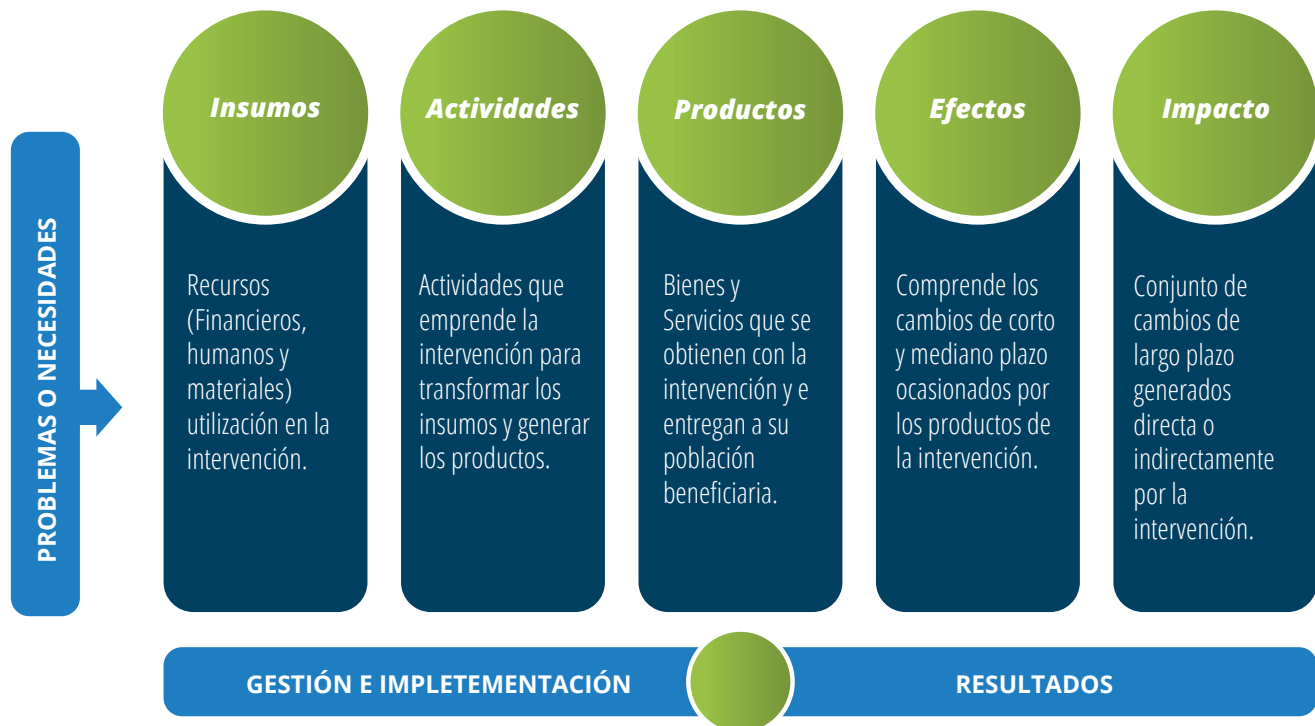 PROBLEMAS O NECESIDADES
Insumos
Recursos
(Financieros,
humanos y
materiales)
utilización en la
intervención.
Actividades
Actividades que
emprende la
intervención para
transformar los
insumos y generar
los productos.
Productos
Bienes y
Servicios que se
obtienen con la
intervención y e
entregan a su
población
beneficiaria.
Efectos
Comprende los
cambios de corto
y mediano plazo
ocasionados por
los productos de
la intervención.
Impacto
Conjunto de
cambios de
largo plazo
generados
directa o
indirectamente
por la
intervención.
GESTIÓN E IMPLETEMENTACIÓN
RESULTADOS